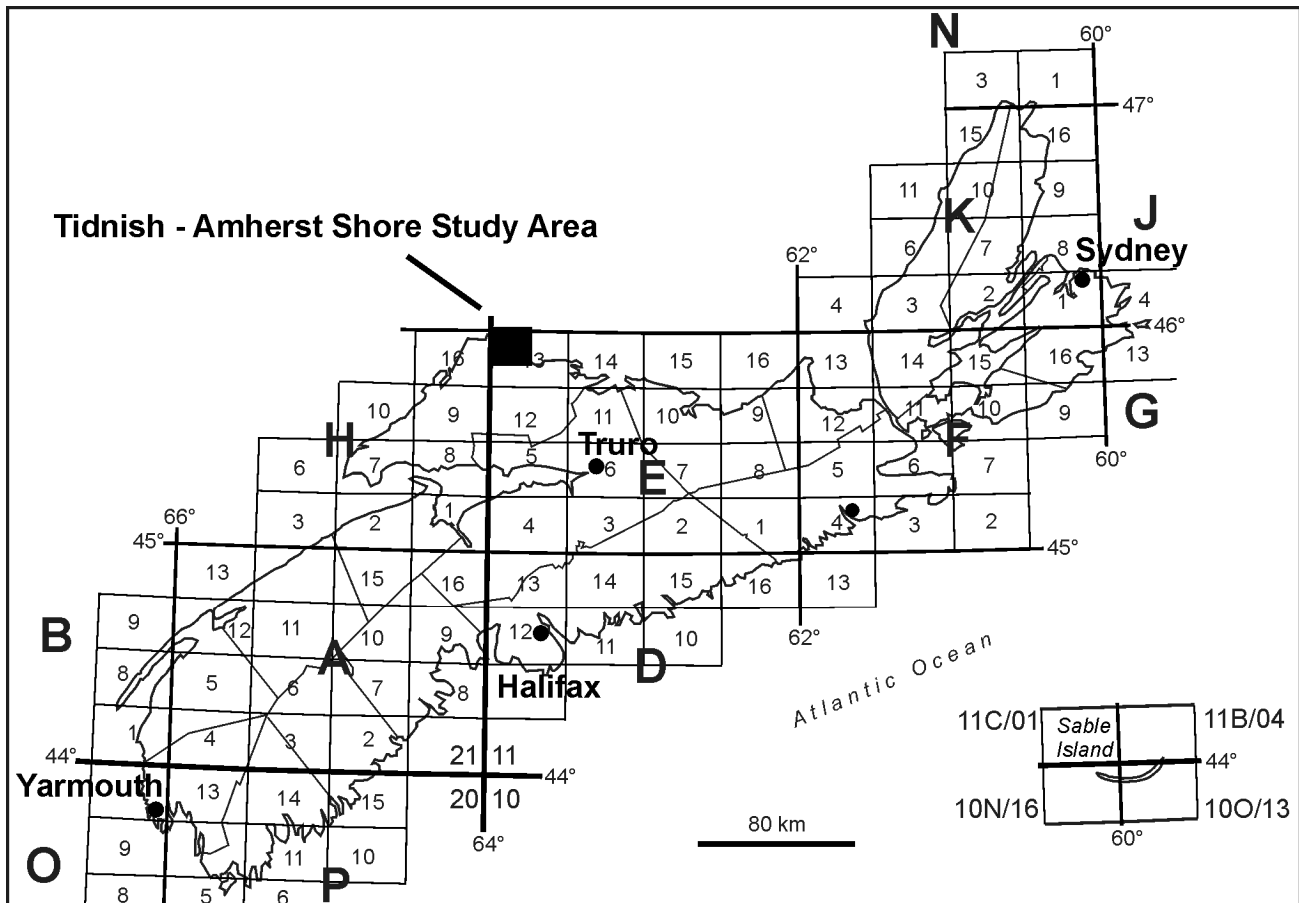 N
60°
3 1
47°
15 16
11 10 9
K
J
Tidnish - Amherst Shore Study Area
6 7 8
Sydney
62°
4 3 2 1 4
46°
16 13 14 15 16 13 14 15 16 13
10 9 12 11 10 9 12 11 10 9
G
H
Truro
F
6 7 8 5 6 E 7 8 5 6 7
60°
3 2 1 4 3 2 1 4 3 2
66°
45°
45°
13 15 16 13 14 15 16 13
B
9 12 11 10 9 12 11 10
62°
A
D
8 5 6 7 8
Halifax
Atlantic Ocean
1 4 3 2
21 11
44°
44°
20 10
Yarmouth
13 14 15
64°
80 km
11C/01 Sable 11B/04
Island
44°
10N/16 10O/13
60°
9 11 10
O
P
8 5 6